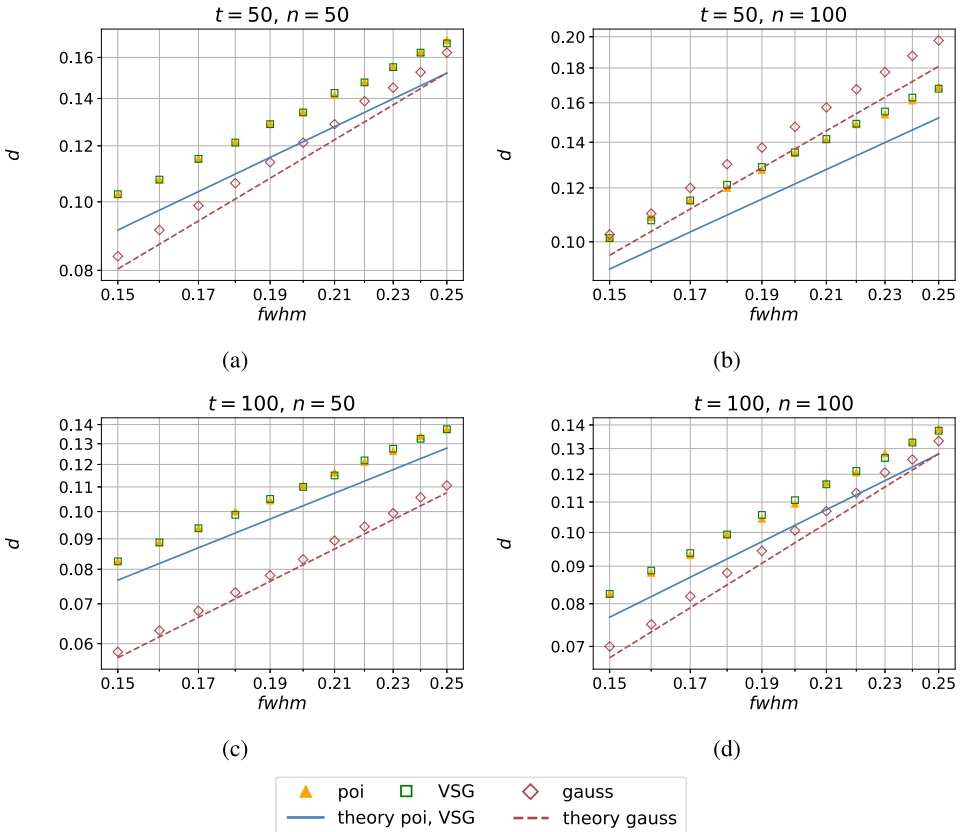 t = 50, n = 50
0.16
0.14
0.12
0.10
0.08
d
0.15 0.17 0.19 0.21 0.23 0.25
fwhm
(a)
t = 50, n = 100
0.20
0.18
0.16
0.14
0.12
0.10
d
0.15 0.17 0.19 0.21 0.23 0.25
fwhm
(b)
t = 100, n = 50
0.14
0.13
0.12
0.11
0.10
0.09
0.08
0.07
0.06
d
0.15 0.17 0.19 0.21 0.23 0.25
fwhm
(c)
t = 100, n = 100
0.14
0.13
0.12
0.11
0.10
0.09
0.08
0.07
d
0.15 0.17 0.19 0.21 0.23 0.25
fwhm
(d)
poi VSG gauss
theory poi, VSG theory gauss